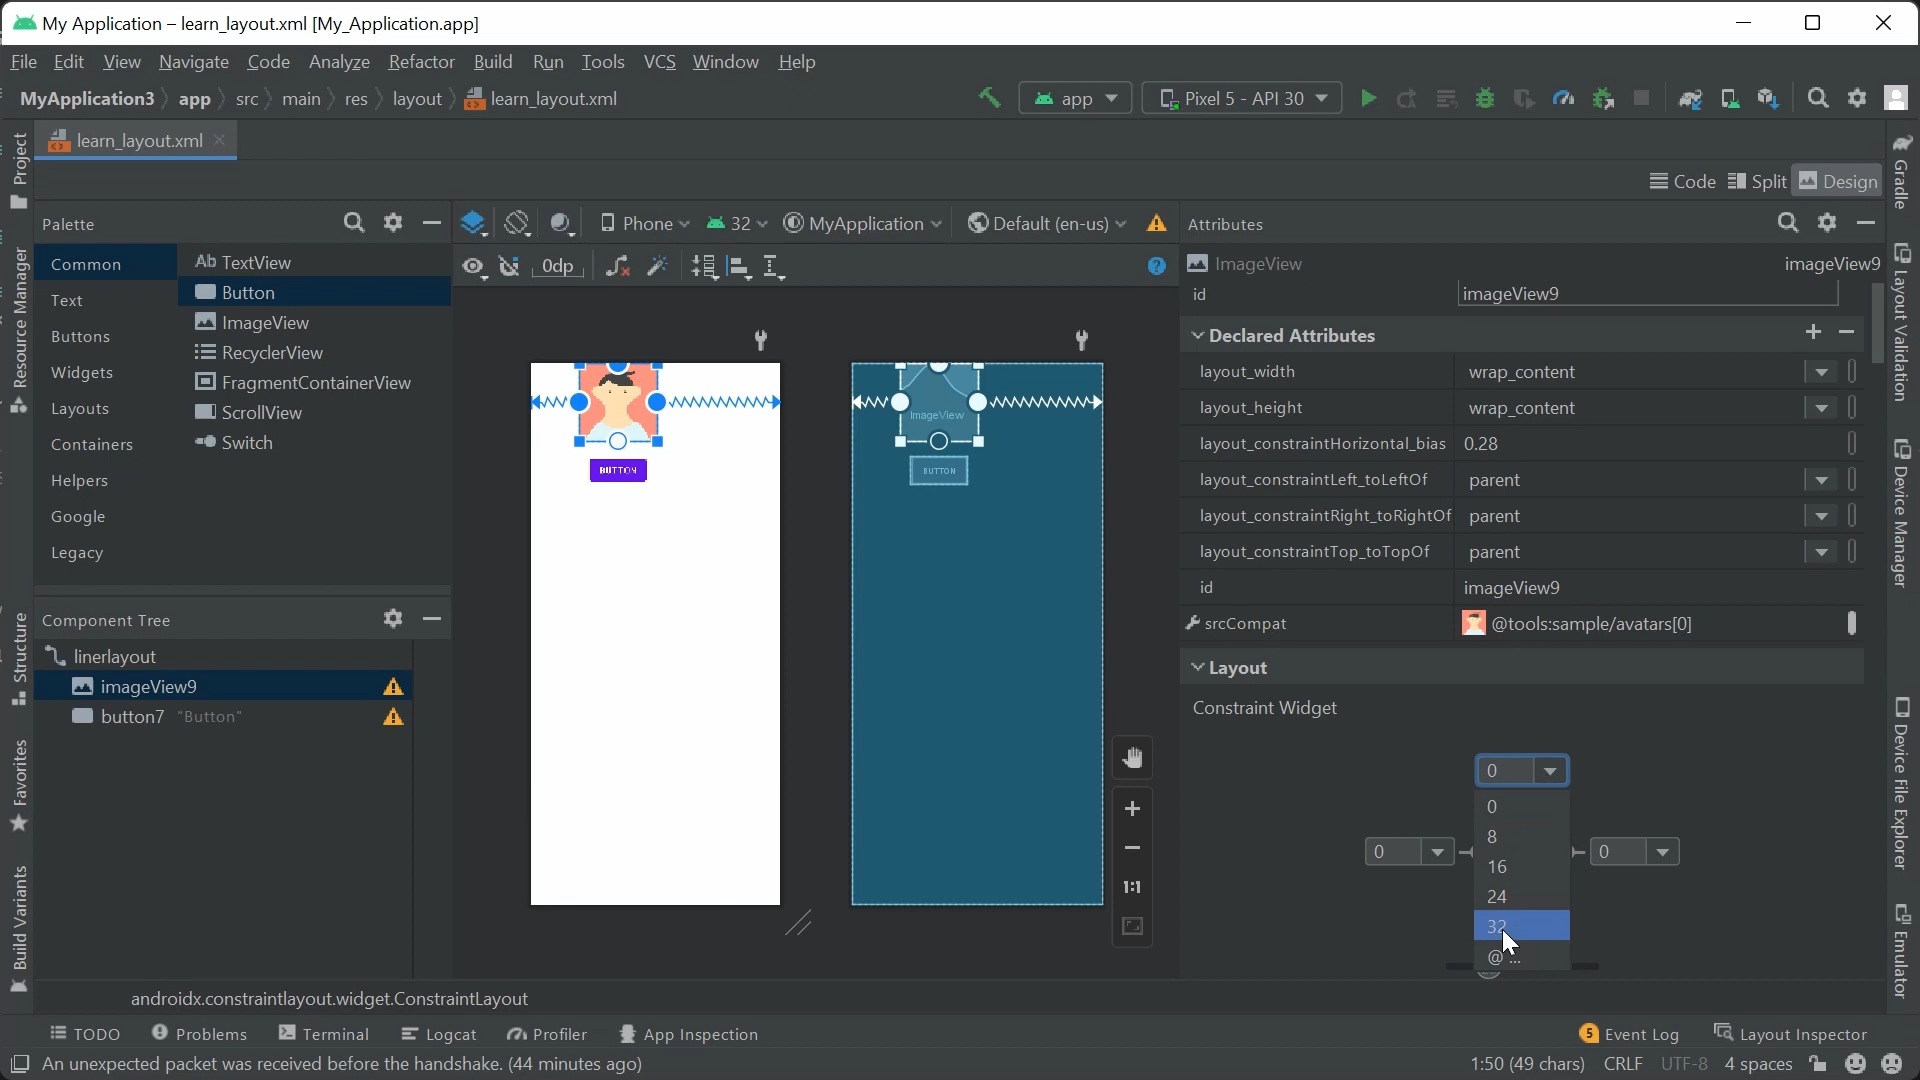 My Application – learn_layout.xml [My_Application.app]
File Edit View Navigate Code Analyze Refactor Build Run Tools VCS Window Help
MyApplication3 app src main res layout learn_layout.xml
app Pixel 5 - API 30
learn_layout.xml
Code Split Design
Project
Resource Manager
Structure
Favorites
Build Variants
Palette
Common
Text
Buttons
Widgets
Layouts
Containers
Helpers
Google
Legacy
Ab TextView
Button
ImageView
RecyclerView
FragmentContainerView
ScrollView
Switch
Component Tree
linerlayout
imageView9
button7 "Button"
Phone 32 MyApplication Default (en-us)
0dp
BUTTON
ImageView
BUTTON
1:1
Attributes
ImageView imageView9
id imageView9
Declared Attributes
layout_width wrap_content
layout_height wrap_content
layout_constraintHorizontal_bias 0.28
layout_constraintLeft_toLeftOf parent
layout_constraintRight_toRightOf parent
layout_constraintTop_toTopOf parent
id imageView9
srcCompat @tools:sample/avatars[0]
Layout
Constraint Widget
0
0
8
0 0
16
24
32
@ ...
Gradle
Layout Validation
Device Manager
Device File Explorer
Emulator
androidx.constraintlayout.widget.ConstraintLayout
TODO Problems Terminal Logcat Profiler App Inspection 5 Event Log Layout Inspector
An unexpected packet was received before the handshake. (44 minutes ago) 1:50 (49 chars) CRLF UTF-8 4 spaces